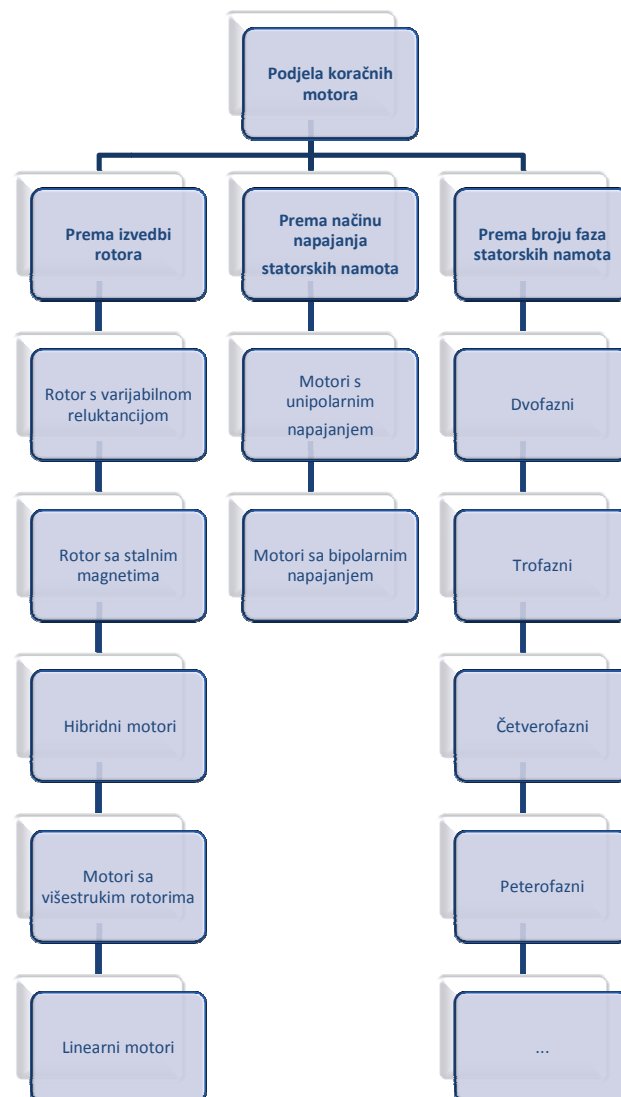 Podjela koračnih
motora
Prema izvedbi
rotora
Prema načinu
napajanja
statorskih namota
Prema broju faza
statorskih namota
Rotor s varijabilnom
reluktancijom
Motori s
unipolarnim
napajanjem
Dvofazni
Rotor sa stalnim
magnetima
Motori sa bipolarnim
napajanjem
Trofazni
Hibridni motori
Četverofazni
Motori sa
višestrukim rotorima
Peterofazni
Linearni motori
...